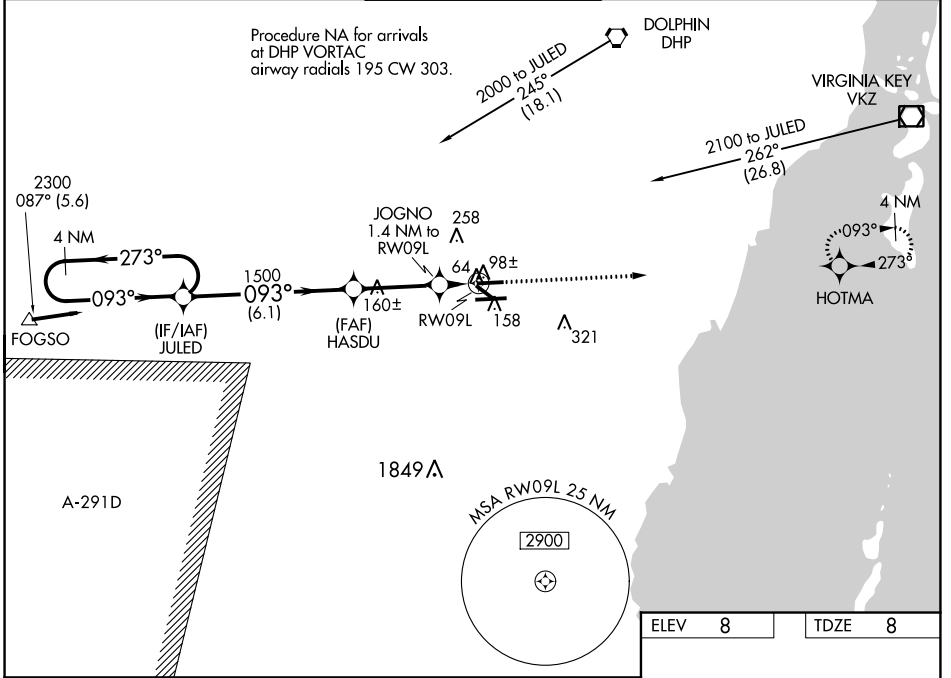 Procedure NA for arrivals
at DHP VORTAC
airway radials 195 CW 303.
DOLPHIN
DHP
2000 to JULED
245°
(18.1)
VIRGINIA KEY
VKZ
2100 to JULED
262°
(26.8)
2300
087° (5.6)
4 NM
273°
093°
FOGSO
(IF/IAF)
JULED
1500
093°
(6.1)
(FAF)
HASDU
160±
JOGNO
1.4 NM to
RW09L
258
64
98±
RW09L
158
321
4 NM
093°
273°
HOTMA
A-291D
1849
MSA RW09L 25 NM
2900
ELEV 8
TDZE 8